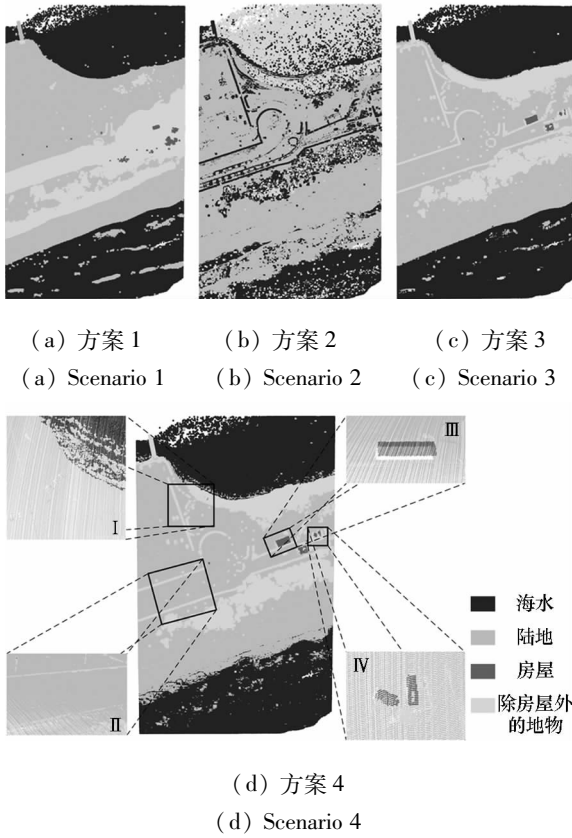 （a）方案 1
（b）方案 2
（c）方案 3
（a）Scenario 1
（b）Scenario 2
（c）Scenario 3
Ⅰ
Ⅱ
Ⅲ
Ⅳ
海水
陆地
房屋
除房屋外
的地物
（d）方案 4
（d）Scenario 4